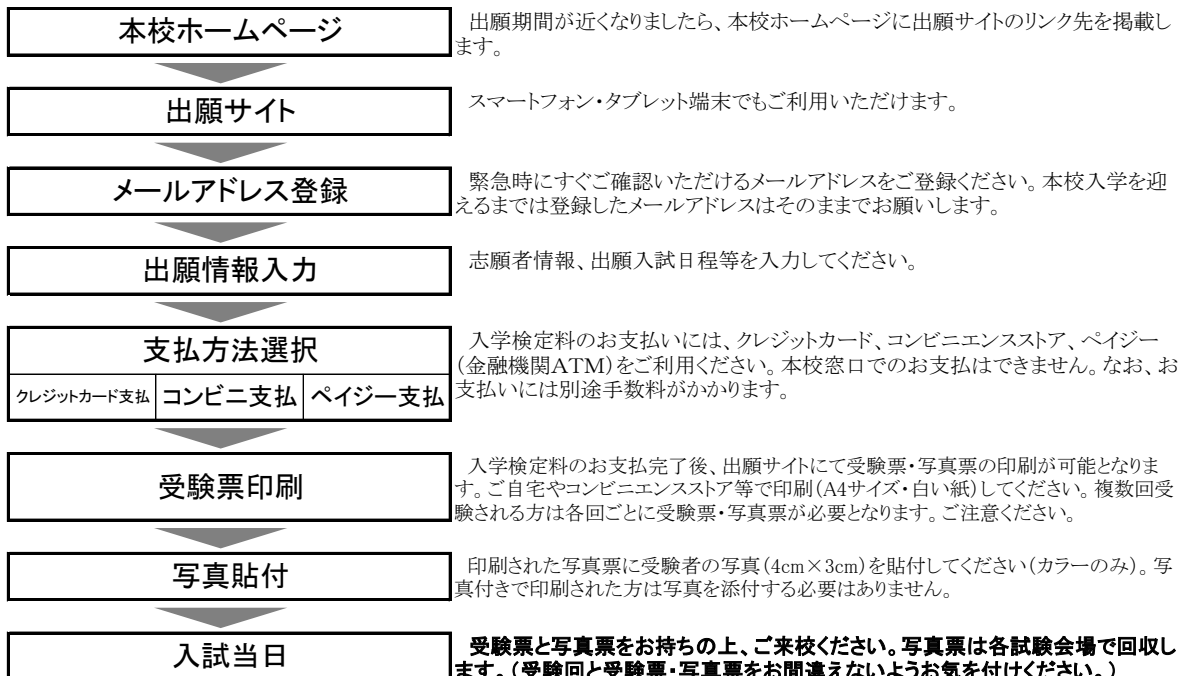 本校ホームページ
出願期間が近くなりましたら、本校ホームページに出願サイトのリンク先を掲載し
ます。
出願サイト
スマートフォン・タブレット端末でもご利用いただけます。
メールアドレス登録
緊急時にすぐご確認いただけるメールアドレスをご登録ください。本校入学を迎
えるまでは登録したメールアドレスはそのままでお願いします。
出願情報入力
志願者情報、出願入試日程等を入力してください。
支払方法選択
クレジットカード支払 コンビニ支払 ペイジー支払
入学検定料のお支払いには、クレジットカード、コンビニエンスストア、ペイジー
(金融機関ATM)をご利用ください。本校窓口でのお支払はできません。なお、お
支払いには別途手数料がかかります。
受験票印刷
入学検定料のお支払完了後、出願サイトにて受験票・写真票の印刷が可能となりま
す。ご自宅やコンビニエンスストア等で印刷(A4サイズ・白い紙)してください。複数回受
験される方は各回ごとに受験票・写真票が必要となります。ご注意ください。
写真貼付
印刷された写真票に受験者の写真(4cm×3cm)を貼付してください(カラーのみ)。写
真付きで印刷された方は写真を添付する必要はありません。
入試当日
受験票と写真票をお持ちの上、ご来校ください。写真票は各試験会場で回収し
ます。(受験回と受験票・写真票をお間違えないようお気を付けください。)